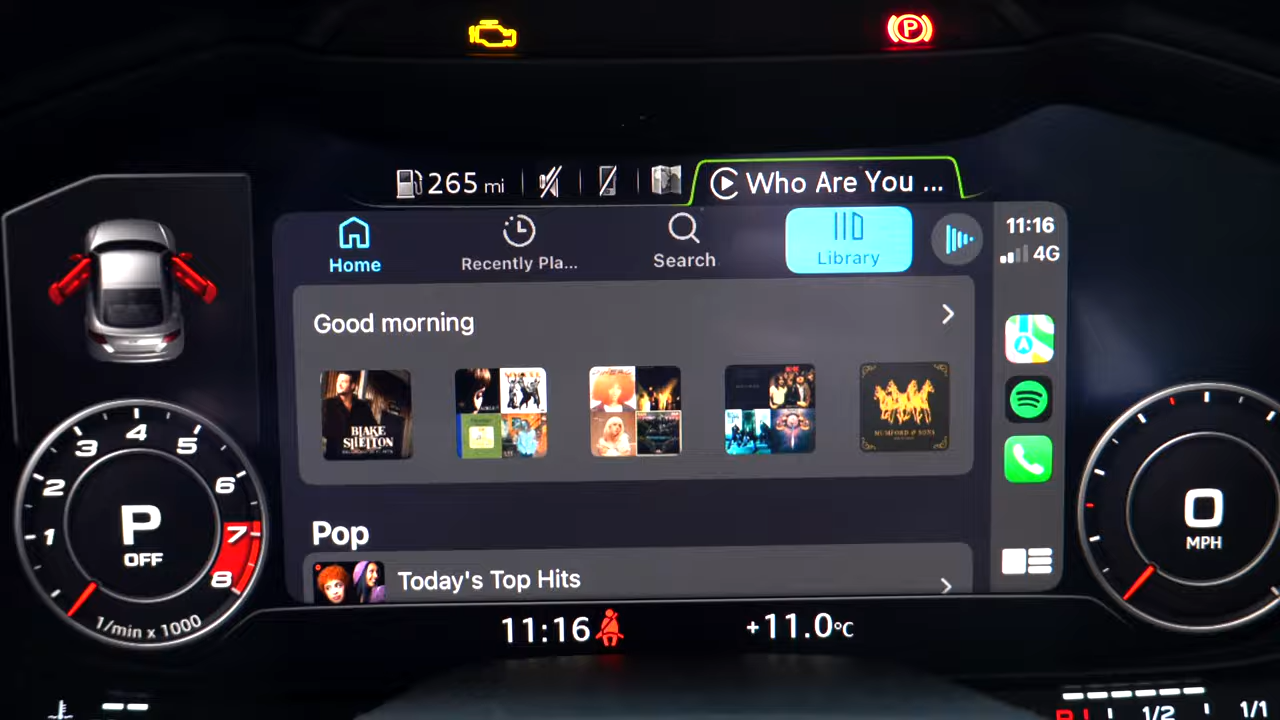 P
265 mi
Who Are You ...
Home
Recently Pla...
Search
Library
11:16
4G
Good morning
BLAKE
SHELTON
MUMFORD & SONS
Pop
Today's Top Hits
1
2
3
4
5
6
7
8
P
OFF
1/min x 1000
0
MPH
11:16
+11.0°C
R
1/2
1/1